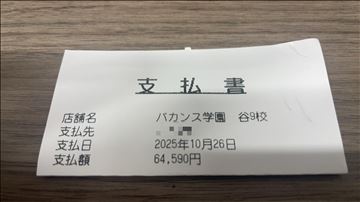 支払書
店舗名 バカンス学園 谷9校
支払先
支払日 2025年10月26日
支払額 64,590円